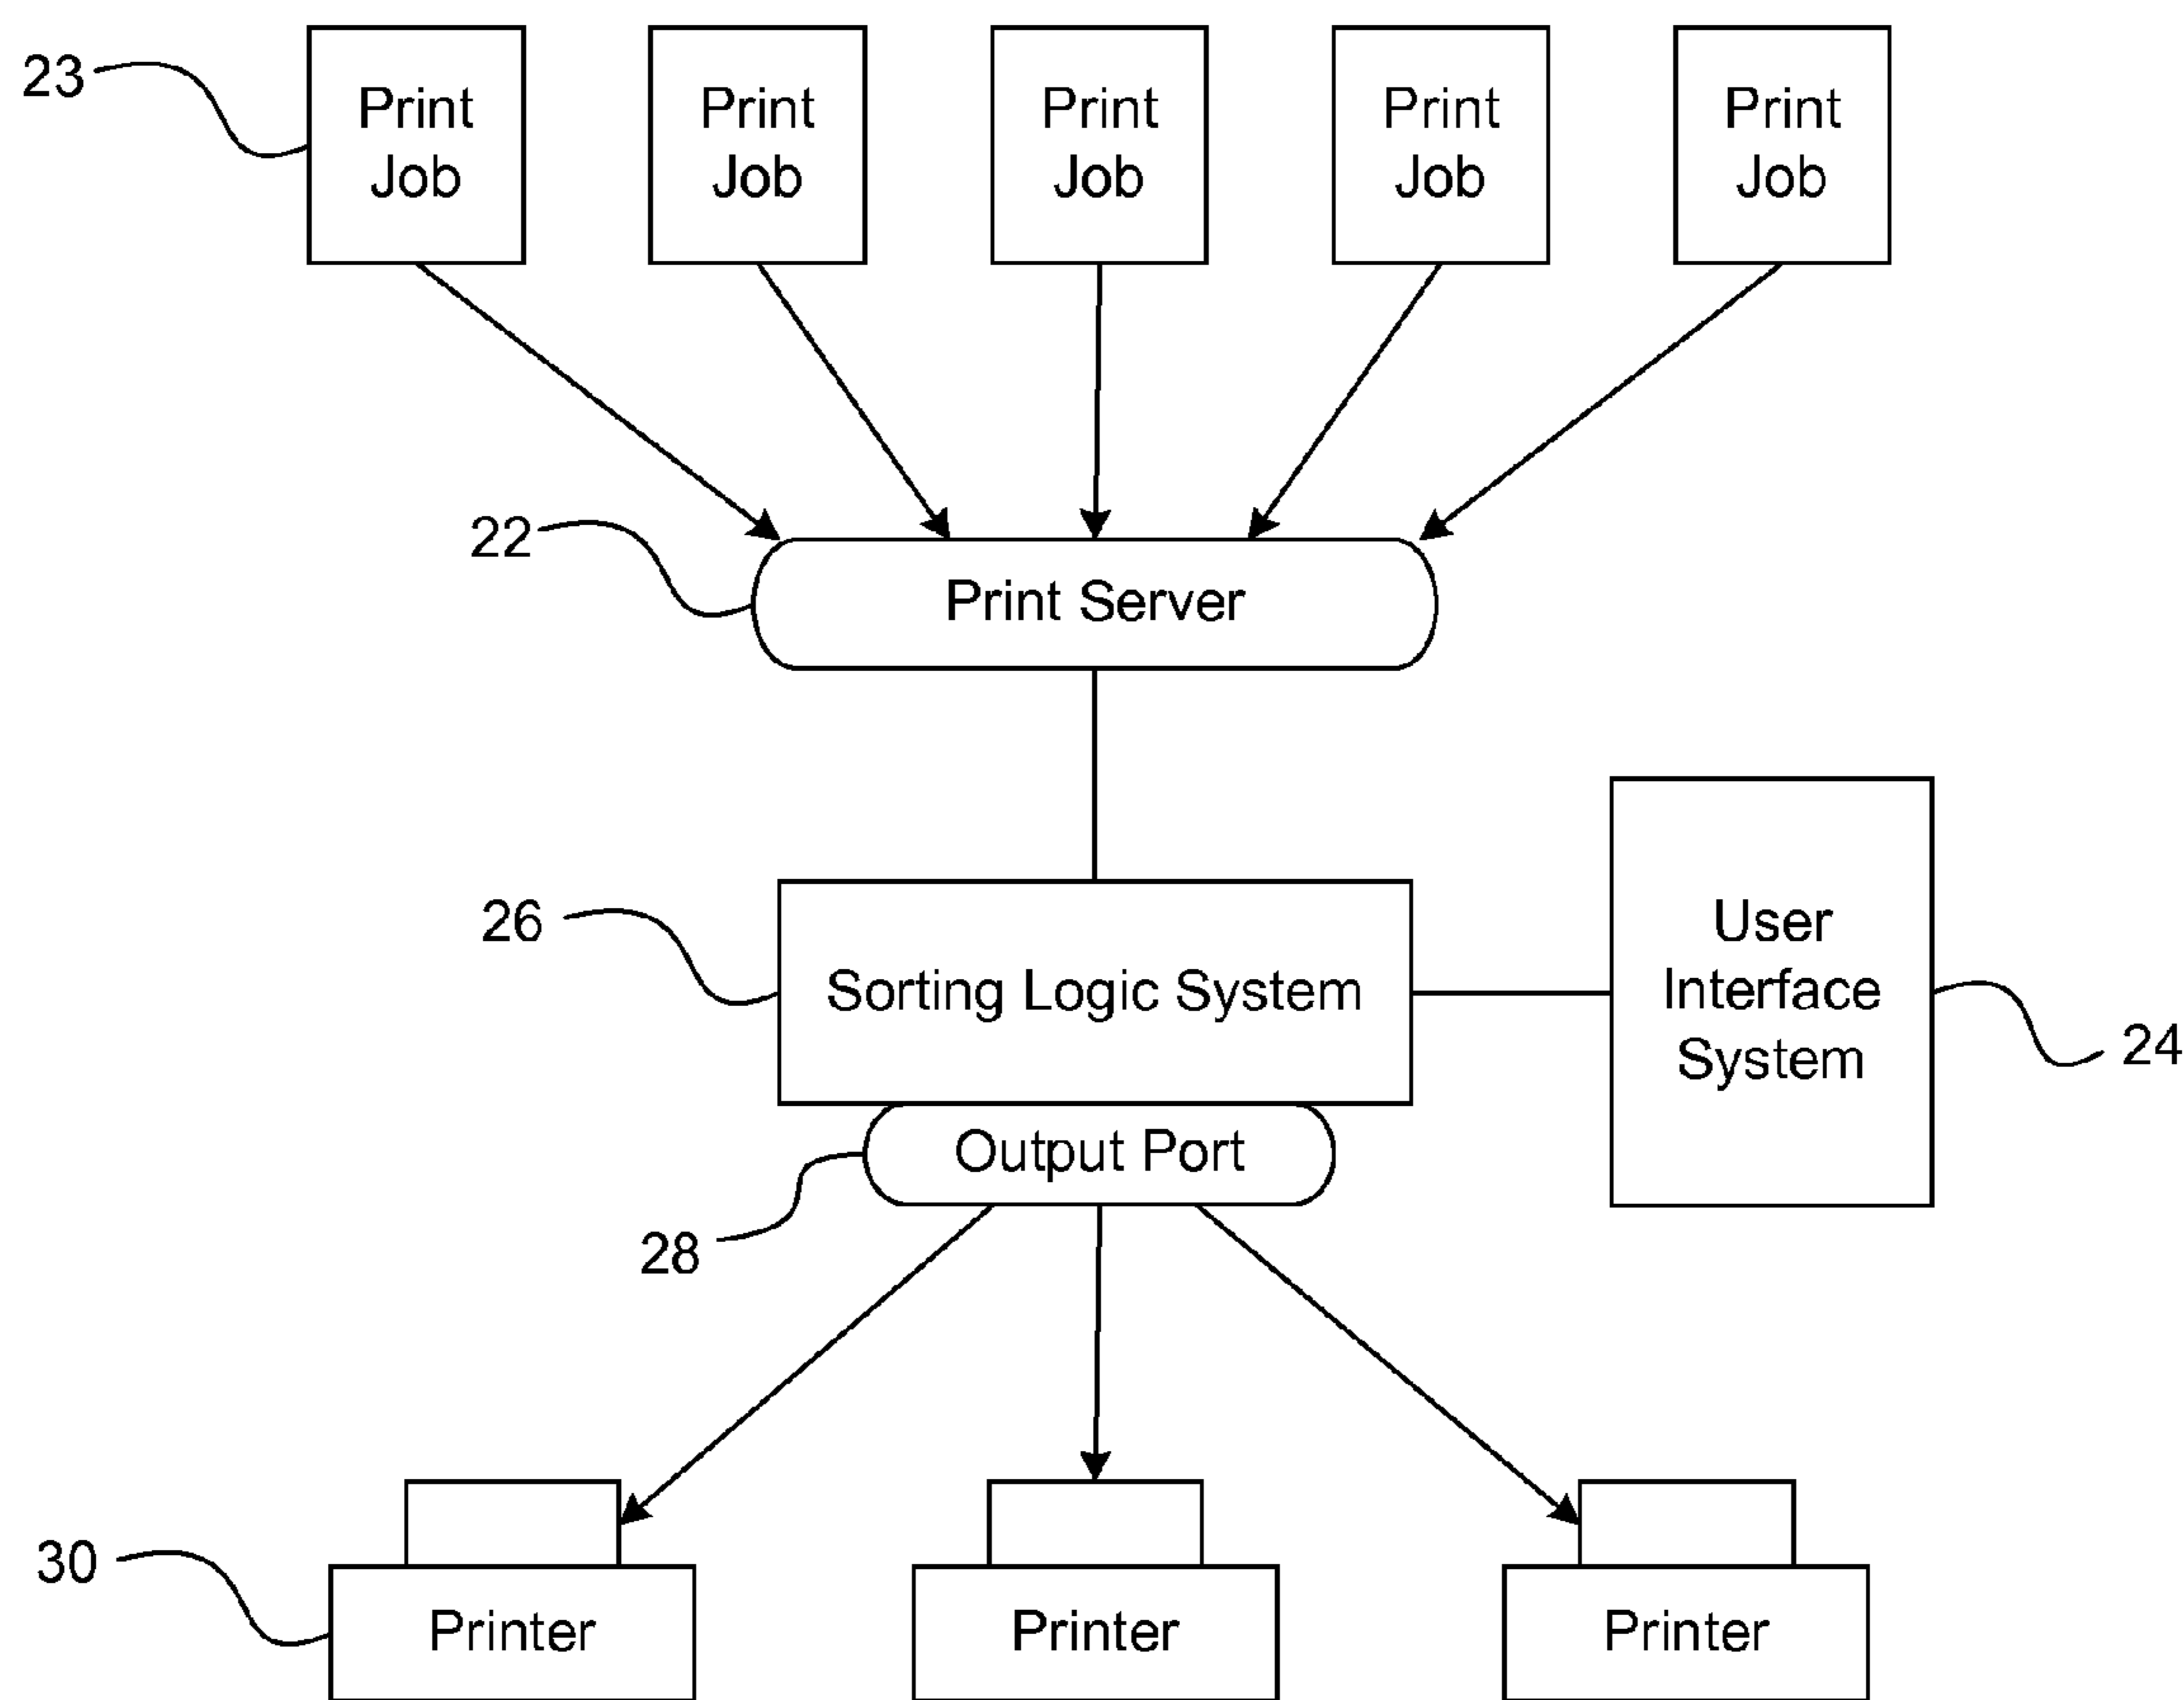 23
Print
Job
Print
Job
Print
Job
Print
Job
Print
Job
22
Print Server
26
Sorting Logic System
User
Interface
System
24
Output Port
28
30
Printer
Printer
Printer